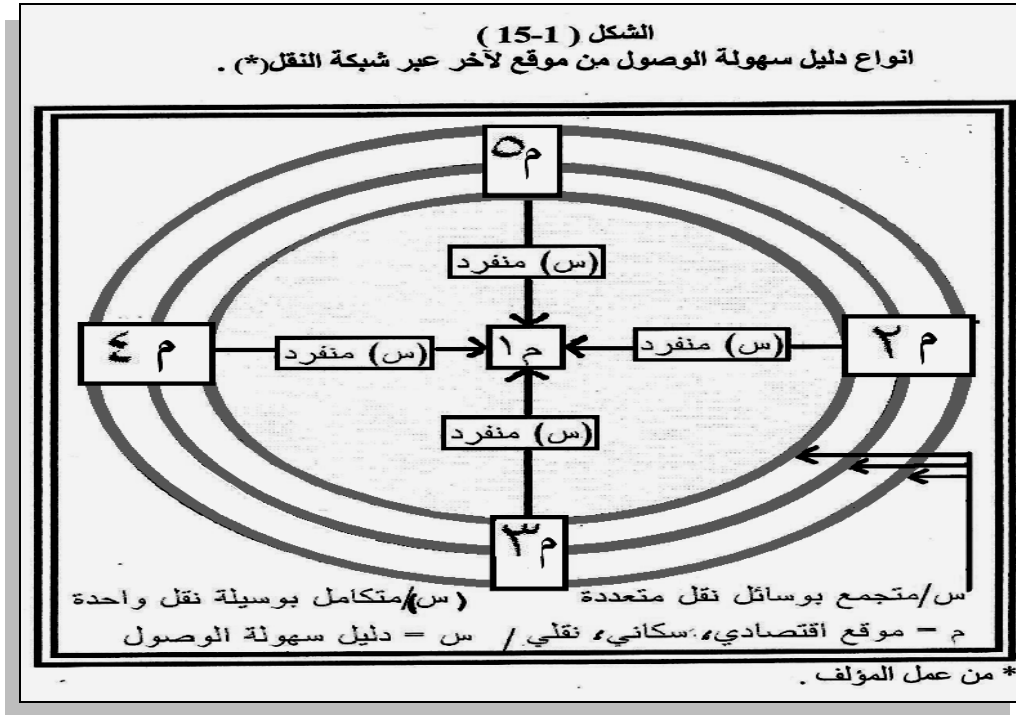 الشكل ( 1-15 )
انواع دليل سهولة الوصول من موقع لآخر عبر شبكة النقل(*) .
م٥
(س) منفرد
م ٢
(س) منفرد
م١
(س) منفرد
م ٤
(س) منفرد
م٣
س/متجمع بوسائل نقل متعددة
(س)/متكامل بوسيلة نقل واحدة
م = موقع اقتصادي، سكاني، نقلي / س = دليل سهولة الوصول
* من عمل المؤلف .